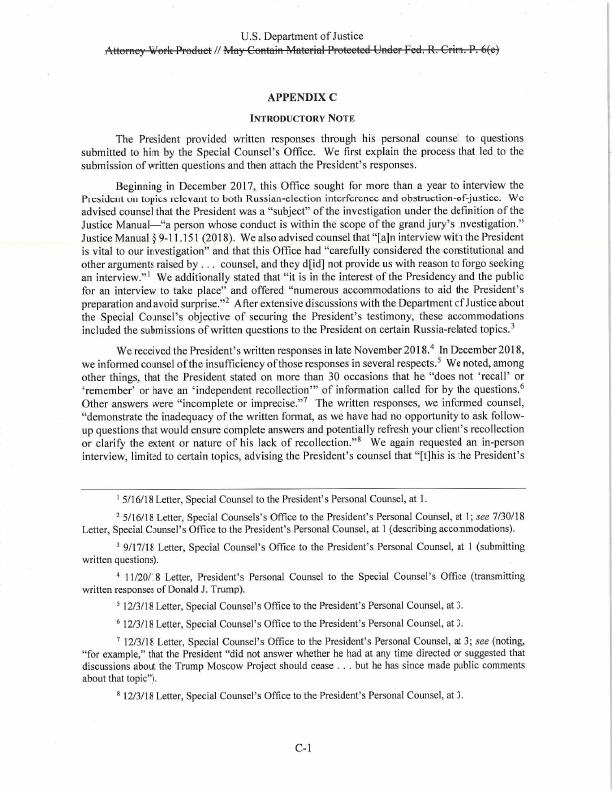 U.S. Department of Justice
Attorney Work Product // May Contain Material Protected Under Fed. R. Crim. P. 6(e)
APPENDIX C
INTRODUCTORY NOTE
The President provided written responses through his personal counsel to questions
submitted to him by the Special Counsel's Office. We first explain the process that led to the
submission of written questions and then attach the President's responses.
Beginning in December 2017, this Office sought for more than a year to interview the
President on topics relevant to both Russian-election interference and obstruction-of-justice. We
advised counsel that the President was a "subject" of the investigation under the definition of the
Justice Manual—"a person whose conduct is within the scope of the grand jury's investigation."
Justice Manual § 9-11.151 (2018). We also advised counsel that "[a]n interview with the President
is vital to our investigation" and that this Office had "carefully considered the constitutional and
other arguments raised by . . . counsel, and they d[id] not provide us with reason to forgo seeking
an interview."1 We additionally stated that "it is in the interest of the Presidency and the public
for an interview to take place" and offered "numerous accommodations to aid the President's
preparation and avoid surprise."2 After extensive discussions with the Department of Justice about
the Special Counsel's objective of securing the President's testimony, these accommodations
included the submissions of written questions to the President on certain Russia-related topics.3
We received the President's written responses in late November 2018.4 In December 2018,
we informed counsel of the insufficiency of those responses in several respects.5 We noted, among
other things, that the President stated on more than 30 occasions that he "does not 'recall' or
'remember' or have an 'independent recollection'" of information called for by the questions.6
Other answers were "incomplete or imprecise."7 The written responses, we informed counsel,
"demonstrate the inadequacy of the written format, as we have had no opportunity to ask follow-
up questions that would ensure complete answers and potentially refresh your client's recollection
or clarify the extent or nature of his lack of recollection."8 We again requested an in-person
interview, limited to certain topics, advising the President's counsel that "[t]his is the President's
1 5/16/18 Letter, Special Counsel to the President's Personal Counsel, at 1.
2 5/16/18 Letter, Special Counsels's Office to the President's Personal Counsel, at 1; see 7/30/18
Letter, Special Counsel's Office to the President's Personal Counsel, at 1 (describing accommodations).
3 9/17/18 Letter, Special Counsel's Office to the President's Personal Counsel, at 1 (submitting
written questions).
4 11/20/18 Letter, President's Personal Counsel to the Special Counsel's Office (transmitting
written responses of Donald J. Trump).
5 12/3/18 Letter, Special Counsel's Office to the President's Personal Counsel, at 3.
6 12/3/18 Letter, Special Counsel's Office to the President's Personal Counsel, at 3.
7 12/3/18 Letter, Special Counsel's Office to the President's Personal Counsel, at 3; see (noting,
"for example," that the President "did not answer whether he had at any time directed or suggested that
discussions about the Trump Moscow Project should cease . . . but he has since made public comments
about that topic").
8 12/3/18 Letter, Special Counsel's Office to the President's Personal Counsel, at 3.
C-1